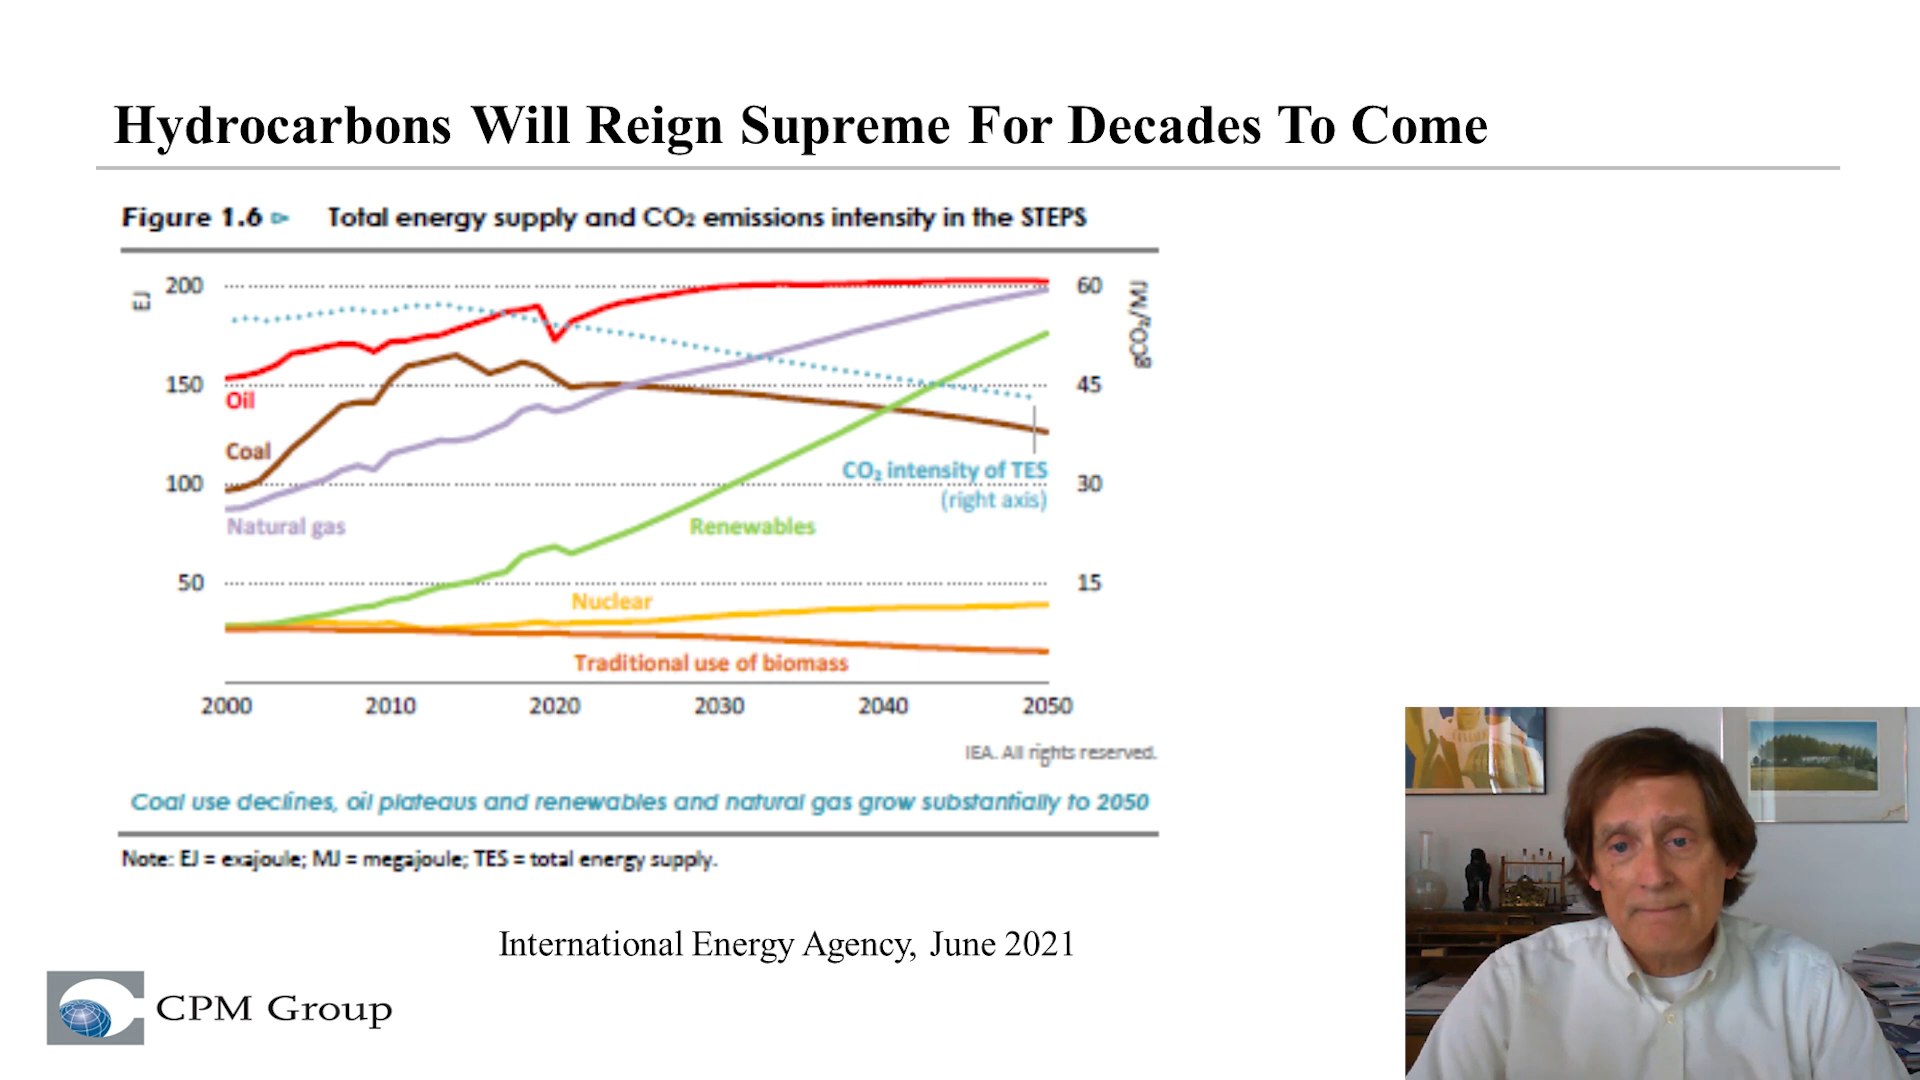 Hydrocarbons Will Reign Supreme For Decades To Come
Figure 1.6 ▷ Total energy supply and CO₂ emissions intensity in the STEPS
EJ
200
150
100
50
60
45
30
15
gCO₂/MJ
Oil
Coal
Natural gas
CO₂ intensity of TES
(right axis)
Renewables
Nuclear
Traditional use of biomass
2000 2010 2020 2030 2040 2050
IEA. All rights reserved.
Coal use declines, oil plateaus and renewables and natural gas grow substantially to 2050
Note: EJ = exajoule; MJ = megajoule; TES = total energy supply.
International Energy Agency, June 2021
CPM Group